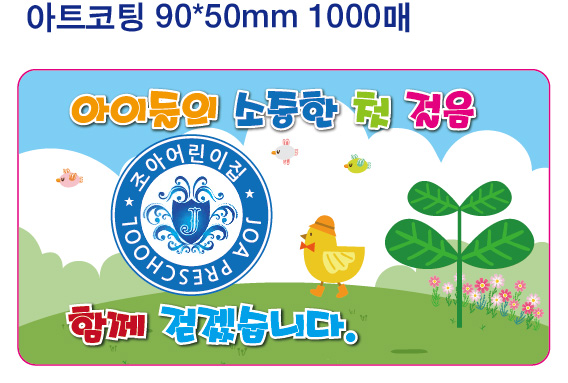 아트코팅 90*50mm 1000매
아이들의 소중한 첫 걸음
조아어린이집
J
JOA PRESCHOOL
함께 걷겠습니다.